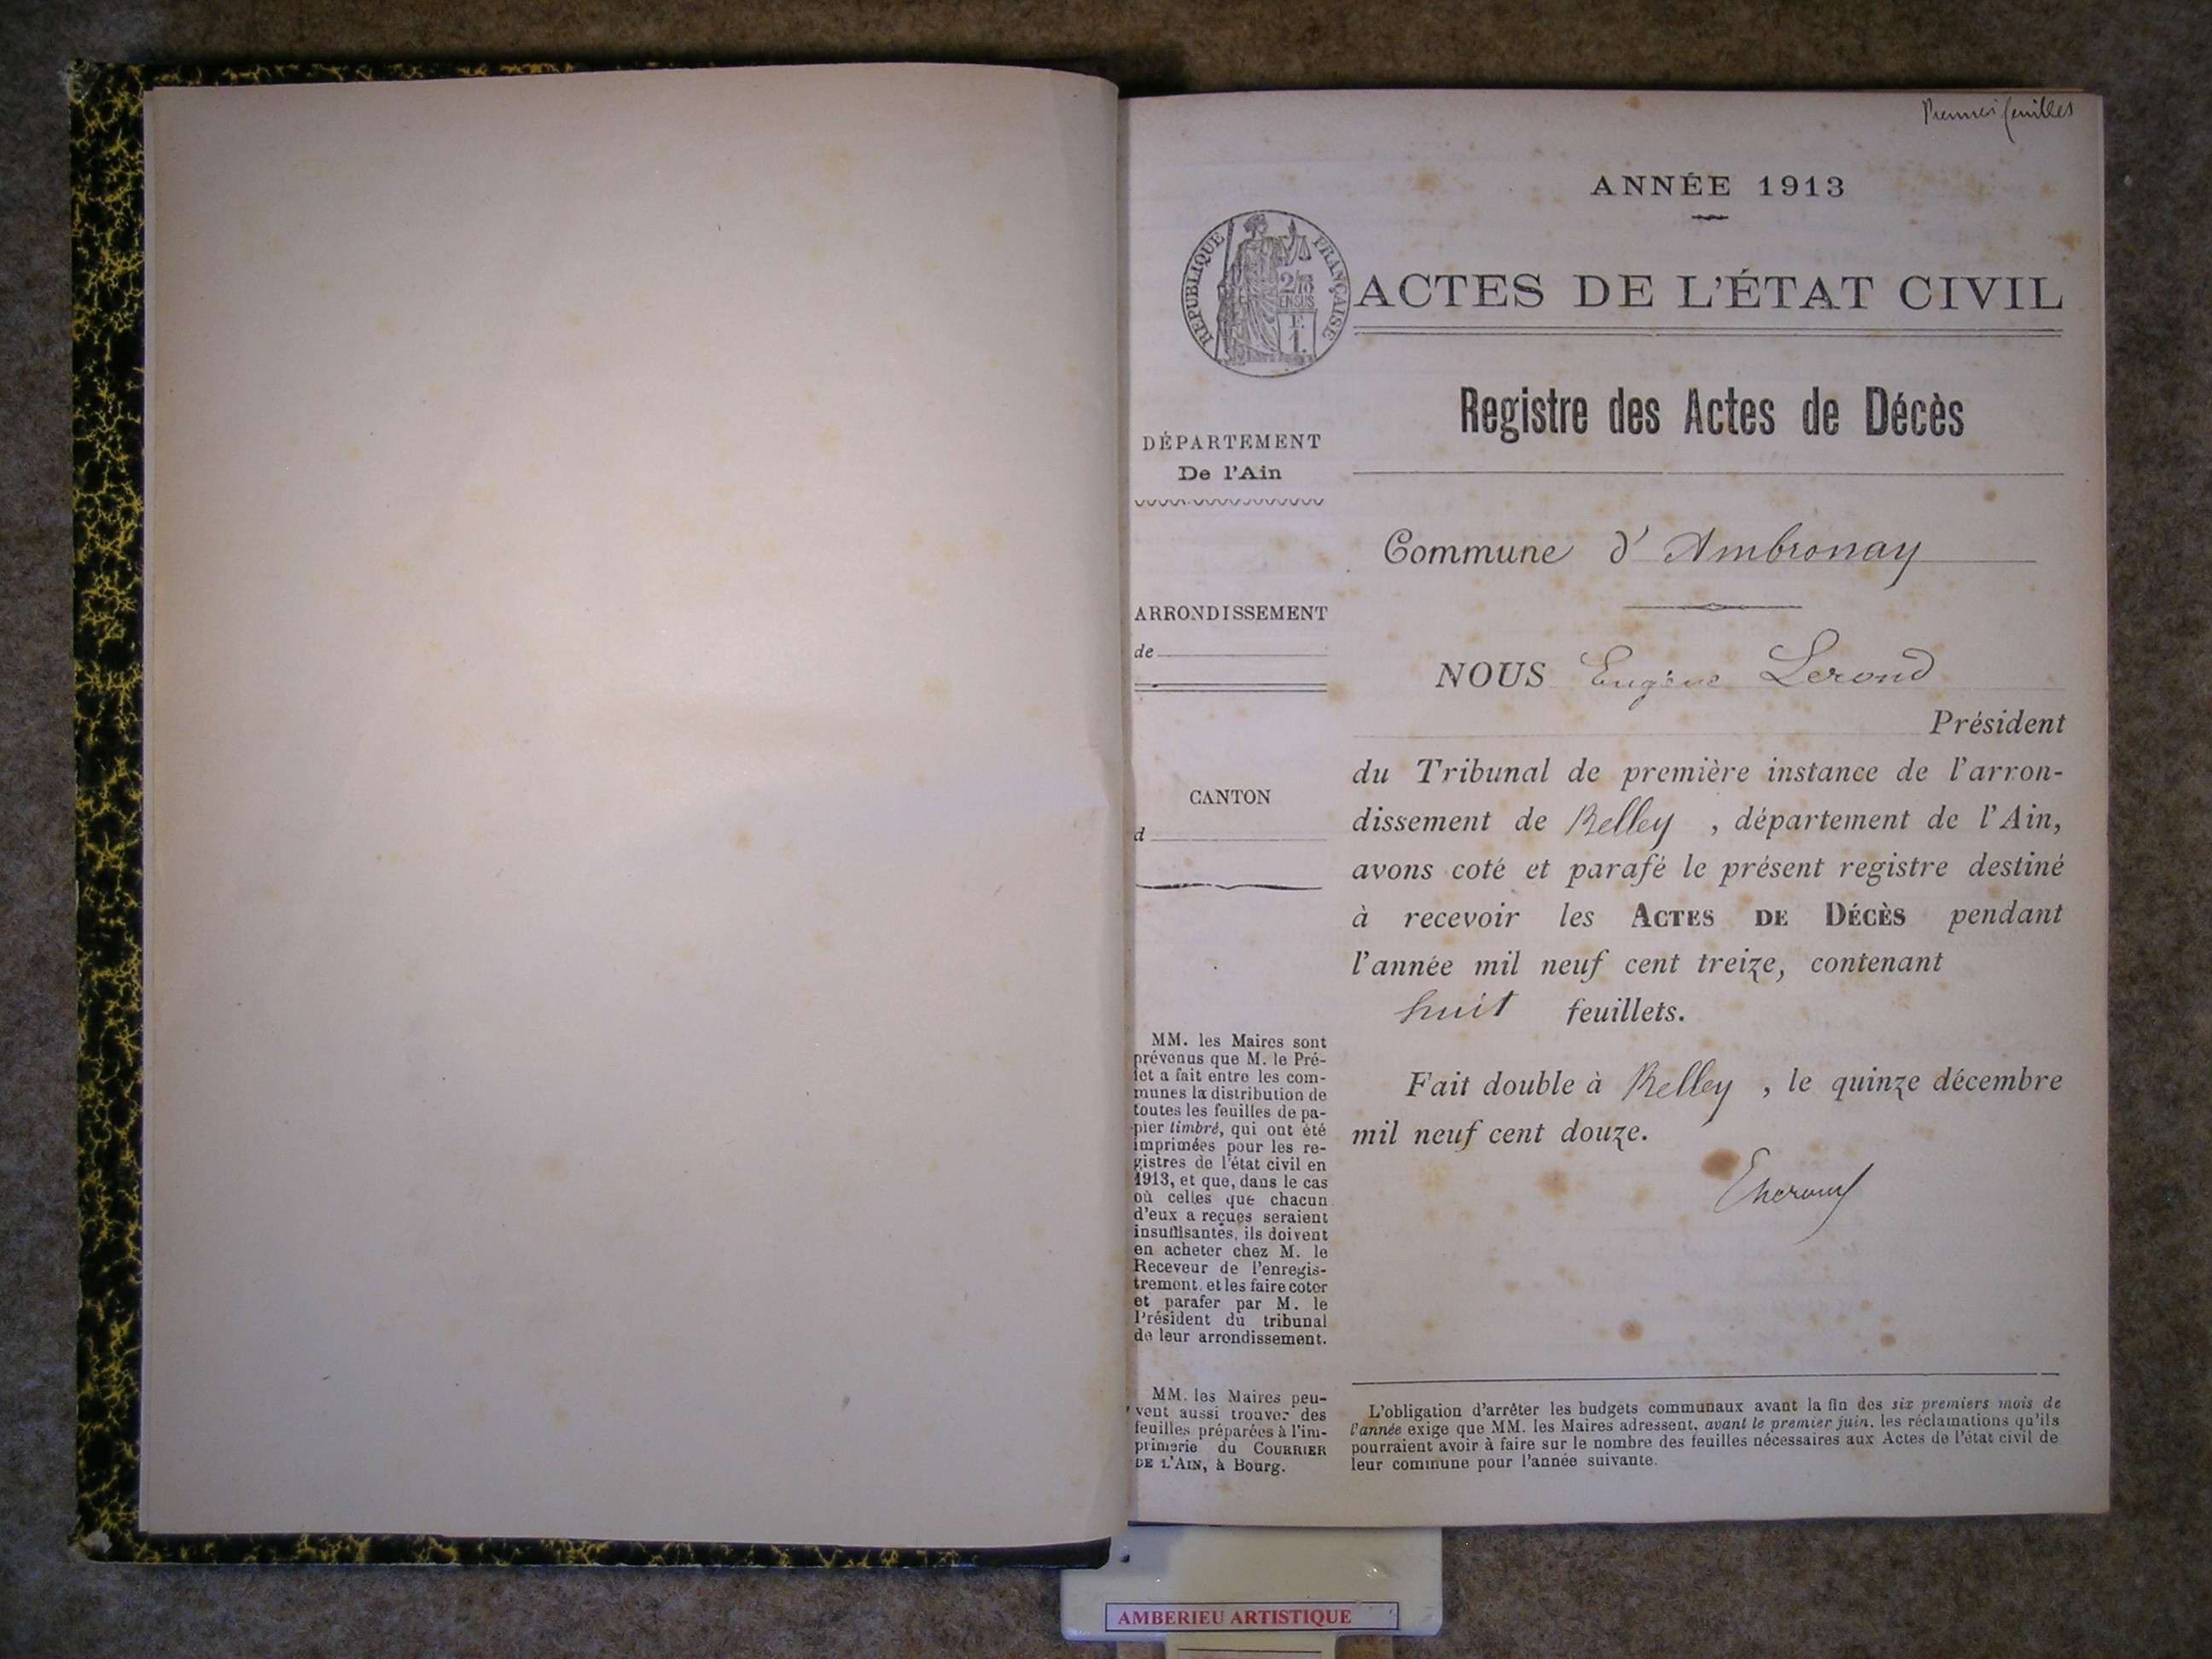 Premier feuillet
ANNÉE 1913
RÉPUBLIQUE FRANÇAISE
ACTES DE L'ÉTAT CIVIL
Registre des Actes de Décès
DÉPARTEMENT
De l'Ain
Commune d'Ambronay
ARRONDISSEMENT
de
NOUS Eugène Lerond
Président
du Tribunal de première instance de l'arron-
dissement de Belley, département de l'Ain,
avons coté et parafé le présent registre destiné
à recevoir les ACTES DE DÉCÈS pendant
l'année mil neuf cent treize, contenant
huit feuillets.
Fait double à Belley, le quinze décembre
mil neuf cent douze.
CANTON
d
MM. les Maires sont
prévenus que M. le Pré-
fet a fait entre les com-
munes la distribution de
toutes les feuilles de pa-
pier timbré, qui ont été
imprimées pour les re-
gistres de l'état civil en
1913, et que, dans le cas
où celles que chacun
d'eux a reçues seraient
insuffisantes, ils doivent
en acheter chez M. le
Receveur de l'enregis-
trement, et les faire coter
et parafer par M. le
Président du tribunal
de leur arrondissement.
MM. les Maires peu-
vent aussi trouver des
feuilles préparées à l'im-
primerie du COURRIER
DE L'AIN, à Bourg.
L'obligation d'arrêter les budgets communaux avant la fin des six premiers mois de
l'année exige que MM. les Maires adressent, avant le premier juin, les réclamations qu'ils
pourraient avoir à faire sur le nombre des feuilles nécessaires aux Actes de l'état civil de
leur commune pour l'année suivante.
AMBERIEU ARTISTIQUE